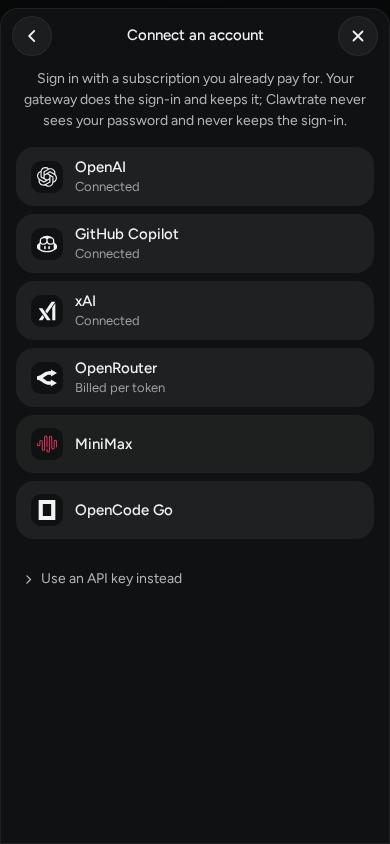 Connect an account
Sign in with a subscription you already pay for. Your
gateway does the sign-in and keeps it; Clawtrate never
sees your password and never keeps the sign-in.
OpenAI
Connected
GitHub Copilot
Connected
xAI
Connected
OpenRouter
Billed per token
MiniMax
OpenCode Go
Use an API key instead